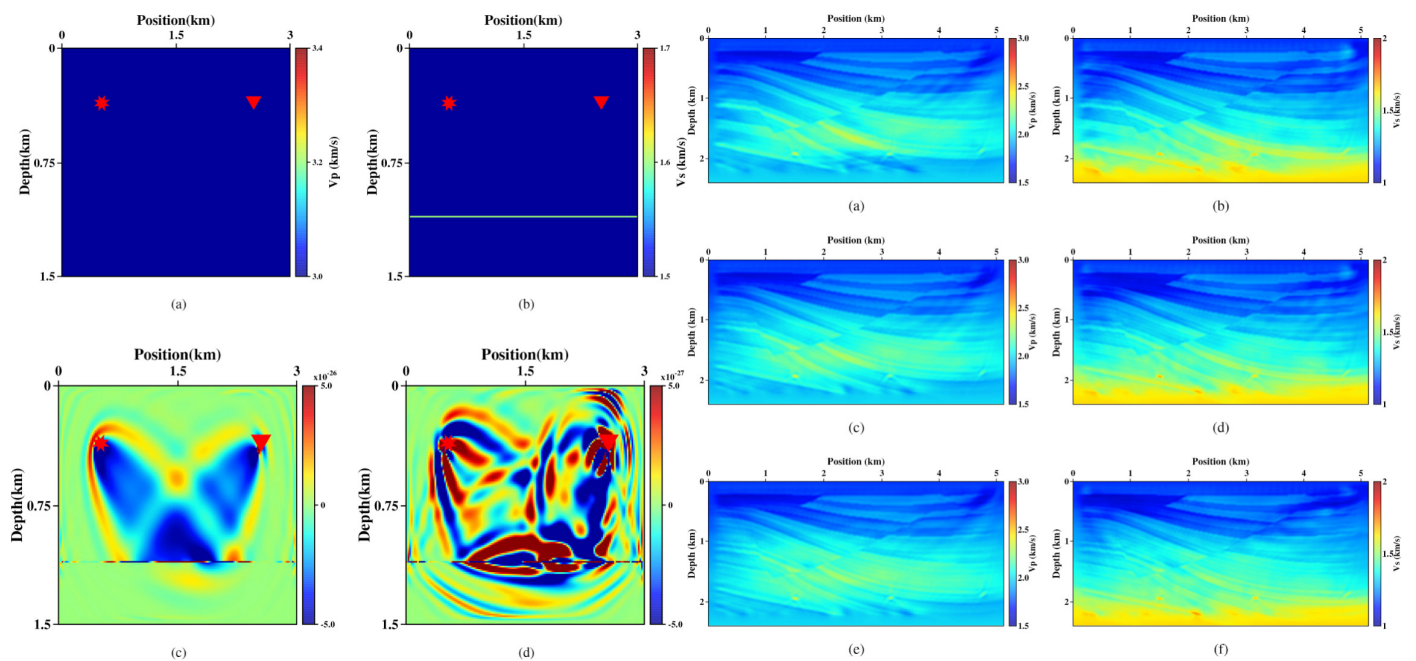 Position(km)
0 1.5 3
0
0.75
1.5
Depth(km)
3.4
3.2
3.0
Vp (km/s)
(a)
Position(km)
0 1.5 3
0
0.75
1.5
Depth(km)
1.7
1.6
1.5
Vs (km/s)
(b)
Position(km)
0 1.5 3
0
0.75
1.5
Depth(km)
x10-26
5.0
0
-5.0
(c)
Position(km)
0 1.5 3
0
0.75
1.5
Depth(km)
x10-27
5.0
0
-5.0
(d)
Position (km)
0 1 2 3 4 5
0
1
2
Depth (km)
3.0
2.5
2.0
1.5
Vp (km/s)
(a)
Position (km)
0 1 2 3 4 5
0
1
2
Depth (km)
2
1.5
1
Vs (km/s)
(b)
Position (km)
0 1 2 3 4 5
0
1
2
Depth (km)
3.0
2.5
2.0
1.5
Vp (km/s)
(c)
Position (km)
0 1 2 3 4 5
0
1
2
Depth (km)
2
1.5
1
Vs (km/s)
(d)
Position (km)
0 1 2 3 4 5
0
1
2
Depth (km)
3.0
2.5
2.0
1.5
Vp (km/s)
(e)
Position (km)
0 1 2 3 4 5
0
1
2
Depth (km)
2
1.5
1
Vs (km/s)
(f)